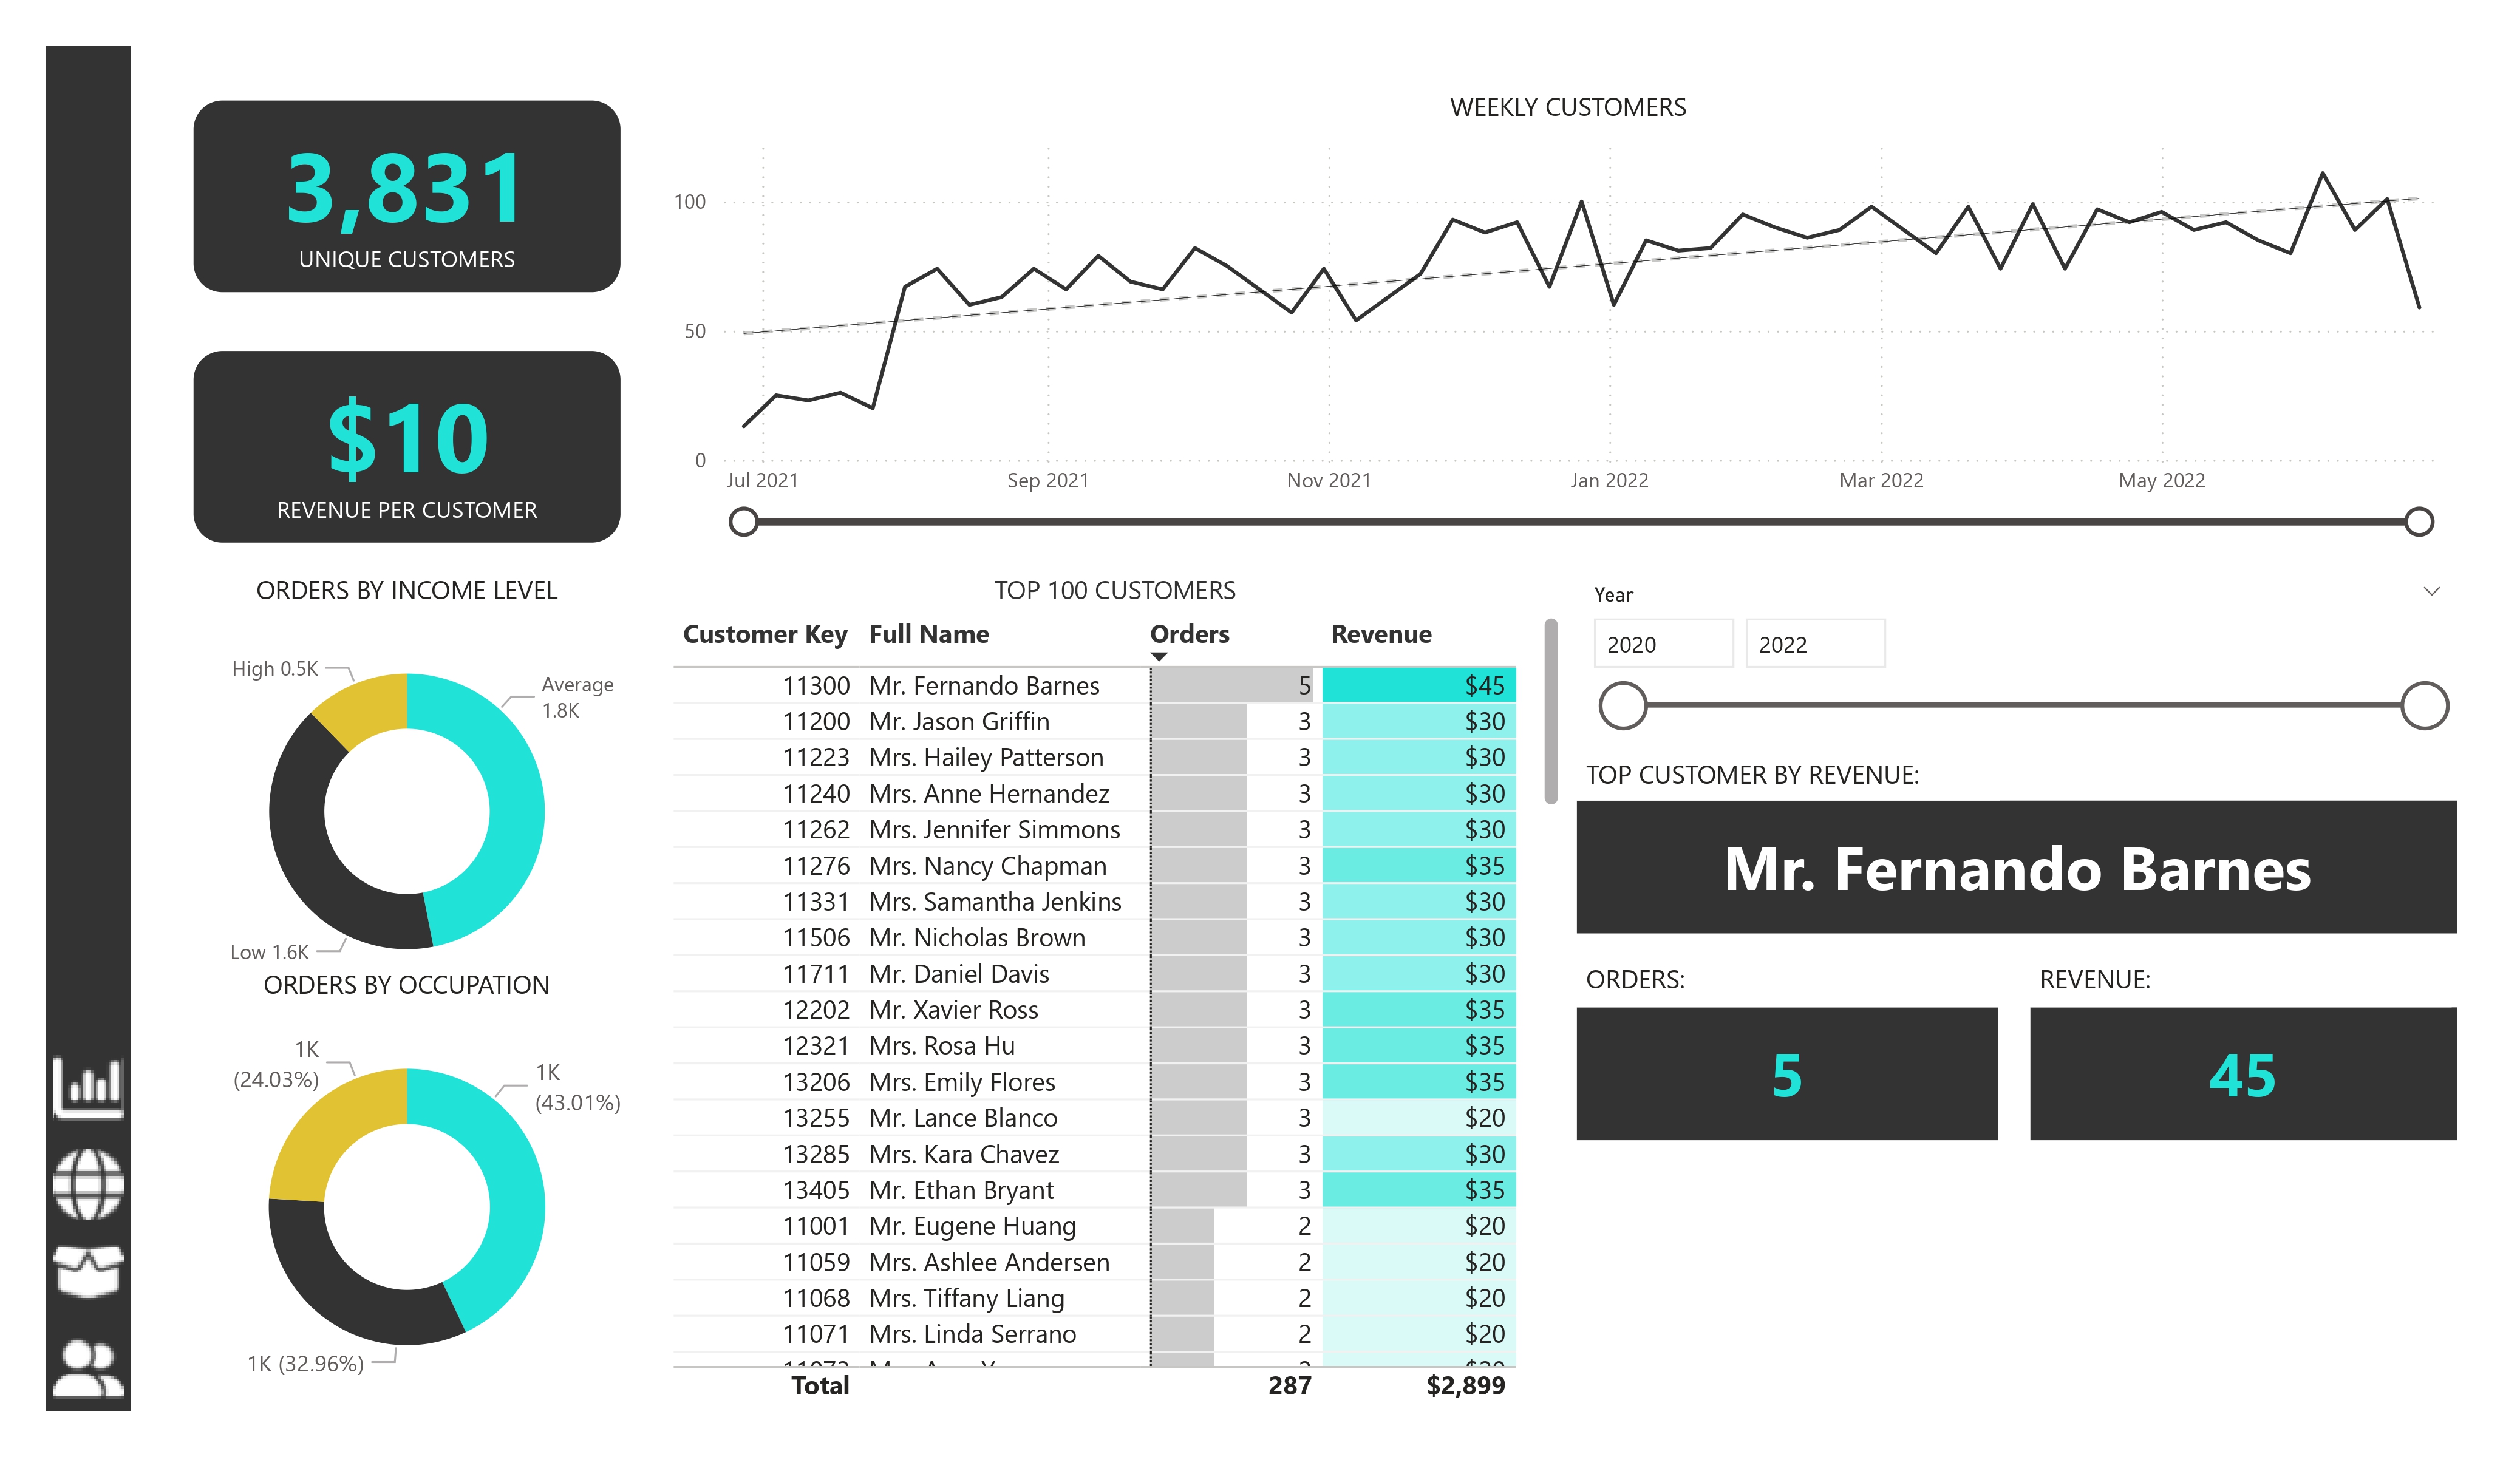 3,831
UNIQUE CUSTOMERS
$10
REVENUE PER CUSTOMER
WEEKLY CUSTOMERS
100
50
0
Jul 2021 Sep 2021 Nov 2021 Jan 2022 Mar 2022 May 2022
ORDERS BY INCOME LEVEL
High 0.5K
Average
1.8K
Low 1.6K
ORDERS BY OCCUPATION
1K
(24.03%)
1K
(43.01%)
1K (32.96%)
TOP 100 CUSTOMERS
Customer Key Full Name Orders Revenue
11300 Mr. Fernando Barnes 5 $45
11200 Mr. Jason Griffin 3 $30
11223 Mrs. Hailey Patterson 3 $30
11240 Mrs. Anne Hernandez 3 $30
11262 Mrs. Jennifer Simmons 3 $30
11276 Mrs. Nancy Chapman 3 $35
11331 Mrs. Samantha Jenkins 3 $30
11506 Mr. Nicholas Brown 3 $30
11711 Mr. Daniel Davis 3 $30
12202 Mr. Xavier Ross 3 $35
12321 Mrs. Rosa Hu 3 $35
13206 Mrs. Emily Flores 3 $35
13255 Mr. Lance Blanco 3 $20
13285 Mrs. Kara Chavez 3 $30
13405 Mr. Ethan Bryant 3 $35
11001 Mr. Eugene Huang 2 $20
11059 Mrs. Ashlee Andersen 2 $20
11068 Mrs. Tiffany Liang 2 $20
11071 Mrs. Linda Serrano 2 $20
Total 287 $2,899
Year
2020 2022
TOP CUSTOMER BY REVENUE:
Mr. Fernando Barnes
ORDERS: REVENUE:
5 45